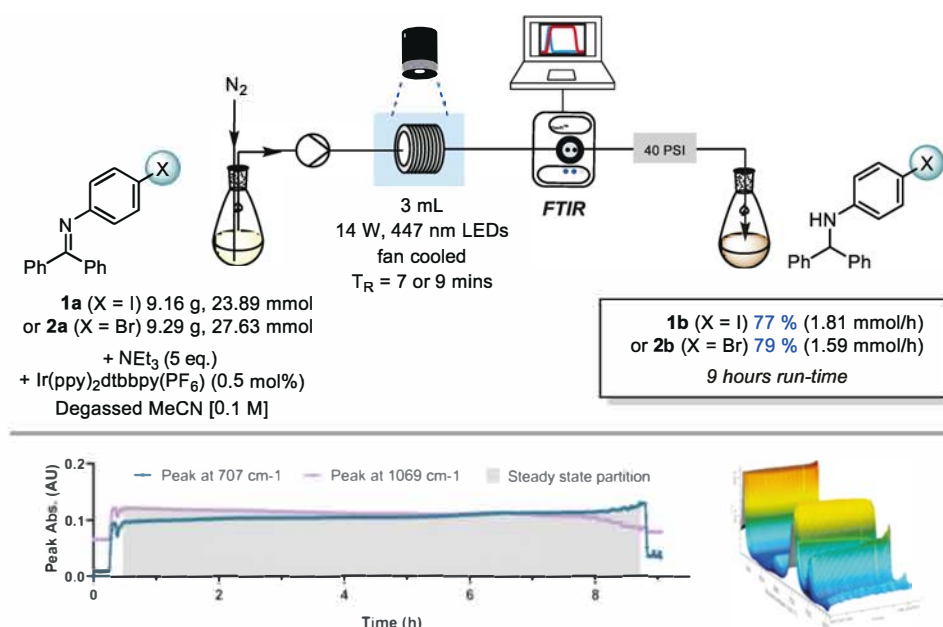 N₂
X
N
Ph
Ph
3 mL
14 W, 447 nm LEDs
fan cooled
T_R = 7 or 9 mins
FTIR
40 PSI
X
HN
Ph
Ph
1a (X = I) 9.16 g, 23.89 mmol
or 2a (X = Br) 9.29 g, 27.63 mmol
+ NEt₃ (5 eq.)
+ Ir(ppy)₂dtbbpy(PF₆) (0.5 mol%)
Degassed MeCN [0.1 M]
1b (X = I) 77 % (1.81 mmol/h)
or 2b (X = Br) 79 % (1.59 mmol/h)
9 hours run-time
Peak at 707 cm-1
Peak at 1069 cm-1
Steady state partition
Peak Abs. (AU)
0.2
0.1
0.0
0
2
4
6
8
Time (h)